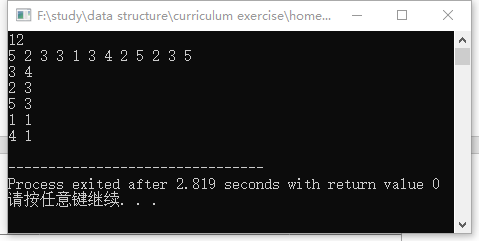 F:\study\data structure\curriculum exercise\home...
12
5 2 3 3 1 3 4 2 5 2 3 5
3 4
2 3
5 3
1 1
4 1
--------------------------------
Process exited after 2.819 seconds with return value 0
请按任意键继续. . .